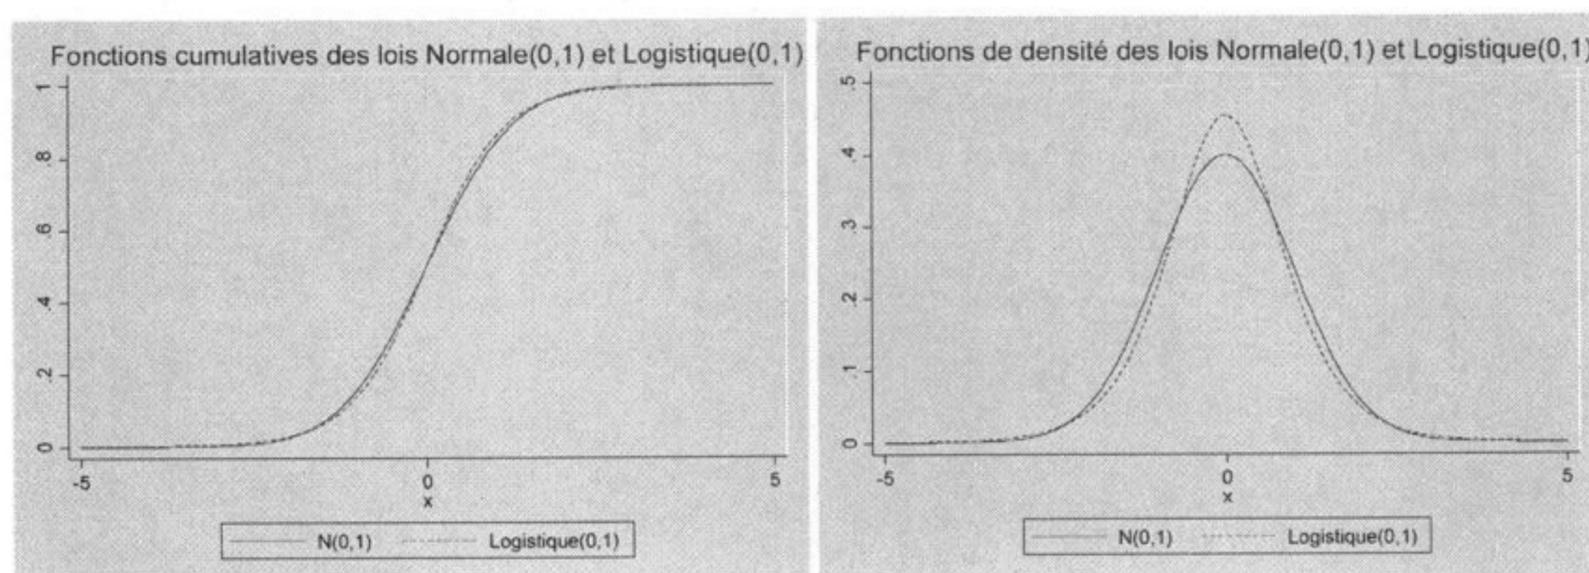 Fonctions cumulatives des lois Normale(0,1) et Logistique(0,1)
1
.8
.6
.4
.2
0
-5
0
5
x
N(0,1)
Logistique(0,1)
Fonctions de densité des lois Normale(0,1) et Logistique(0,1)
.5
.4
.3
.2
.1
0
-5
0
5
x
N(0,1)
Logistique(0,1)